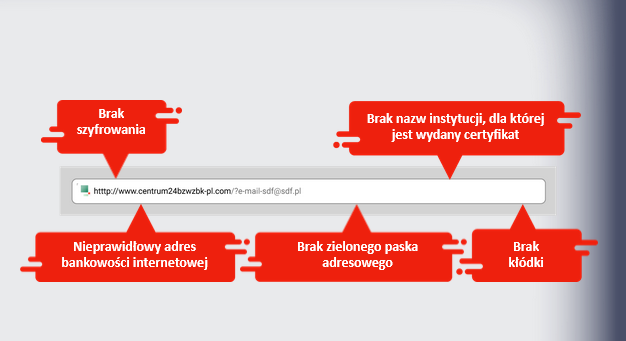 Brak
szyfrowania
Brak nazw instytucji, dla której
jest wydany certyfikat
htttp://www.centrum24bzwzbk-pl.com/?e-mail-sdf@sdf.pl
Nieprawidłowy adres
bankowości internetowej
Brak zielonego paska
adresowego
Brak
kłódki